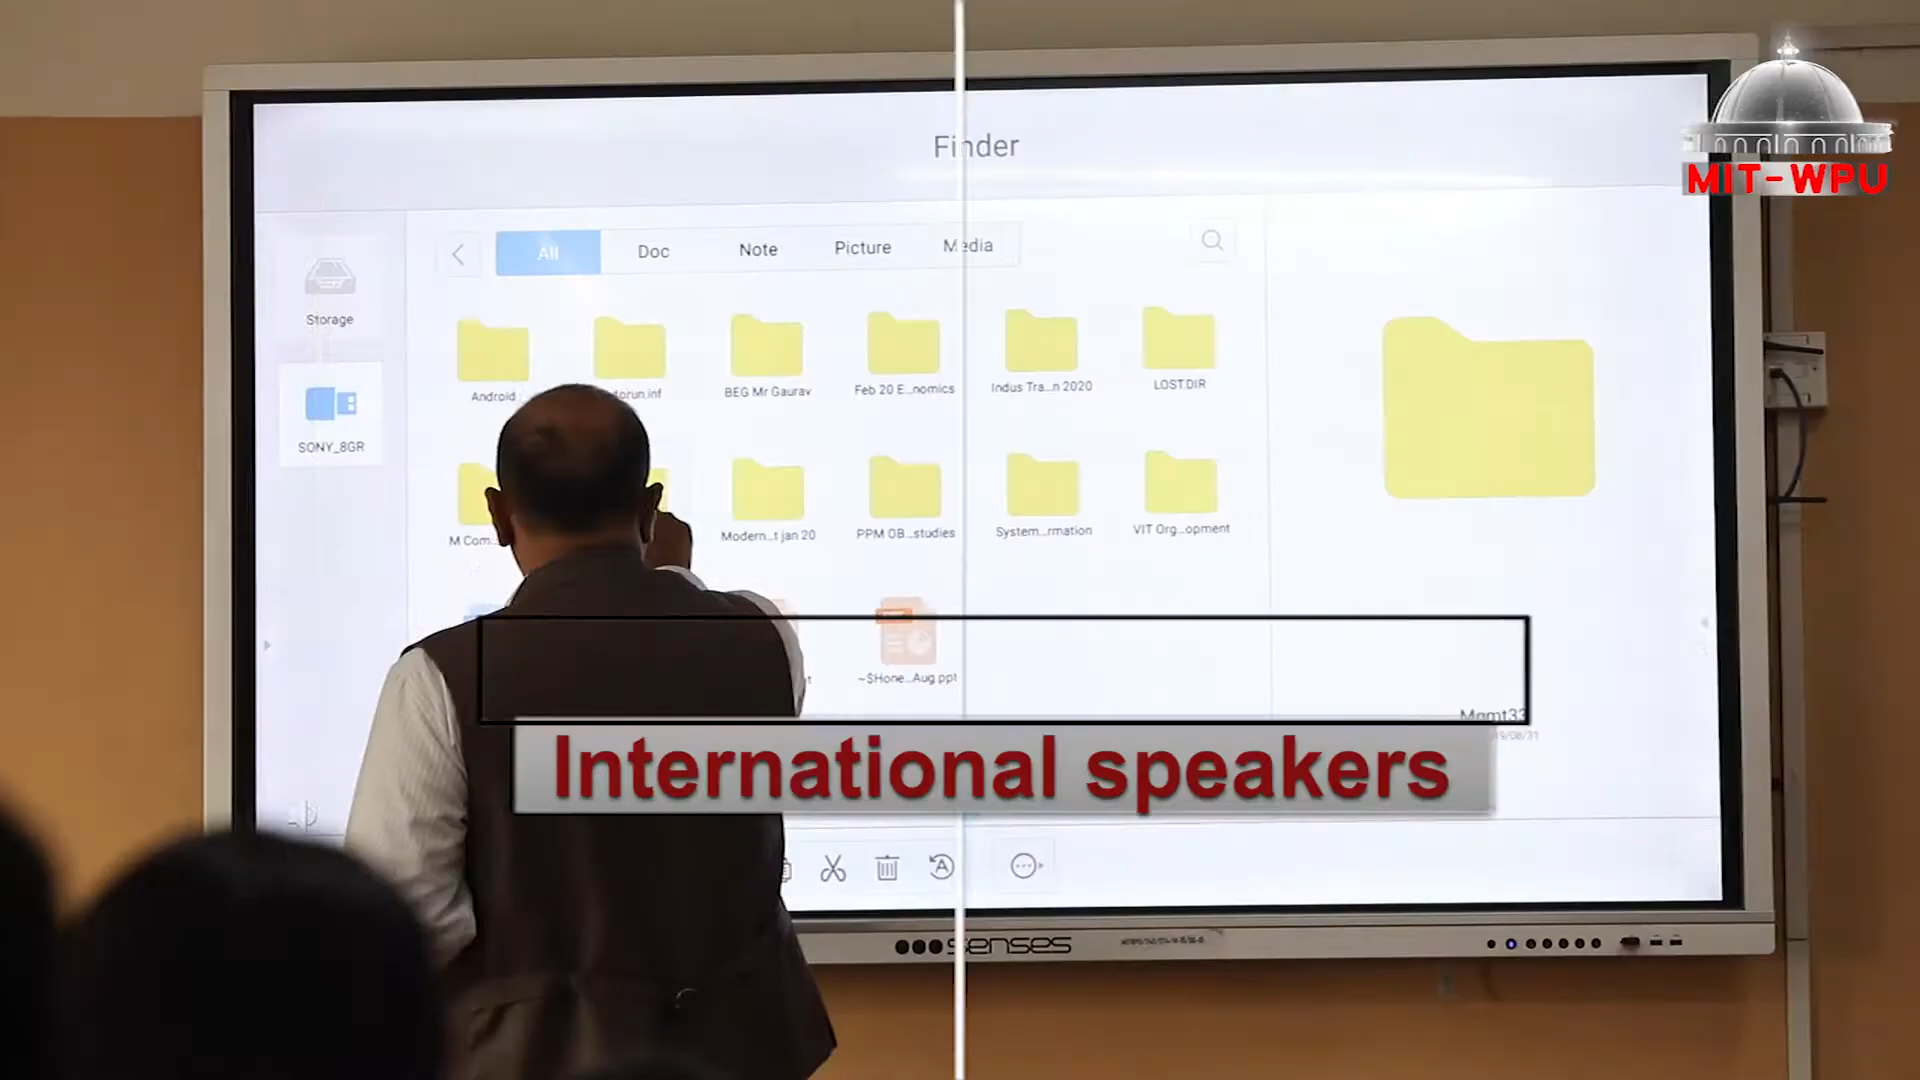 Finder
MIT-WPU
All Doc Note Picture Media
Storage
Android
BEG Mr Gaurav
Feb 20 E...nomics
Indus Tra...n 2020
LOST.DIR
SONY_8GR
M Com
Modern...t jan 20
PPM OB...studies
System...rmation
VIT Org...opment
~$Hone...Aug.ppt
Mgmt33
International speakers
senses